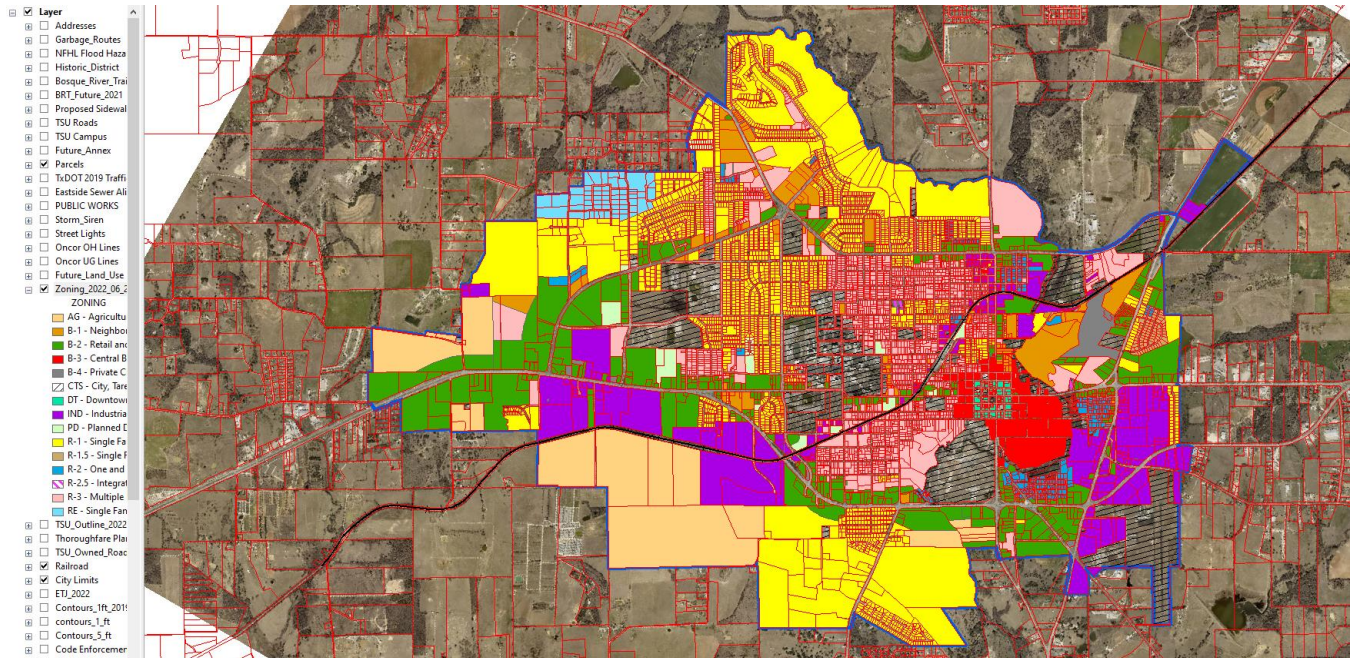 Layer
Addresses
Garbage_Routes
NFHL Flood Haza
Historic_District
Bosque_River_Trai
BRT_Future_2021
Proposed Sidewal
TSU Roads
TSU Campus
Future_Annex
Parcels
TxDOT 2019 Traffi
Eastside Sewer Ali
PUBLIC WORKS
Storm_Siren
Street Lights
Oncor OH Lines
Oncor UG Lines
Future_Land_Use
Zoning_2022_06_2
ZONING
AG - Agricultu
B-1 - Neighbo
B-2 - Retail and
B-3 - Central B
B-4 - Private C
CTS - City, Tare
DT - Downtow
IND - Industria
PD - Planned D
R-1 - Single Fa
R-1.5 - Single F
R-2 - One and
R-2.5 - Integrat
R-3 - Multiple
RE - Single Fan
TSU_Outline_2022
Thoroughfare Plar
TSU_Owned_Road
Railroad
City Limits
ETJ_2022
Contours_1ft_2019
contours_1_ft
Contours_5_ft
Code Enforcemer